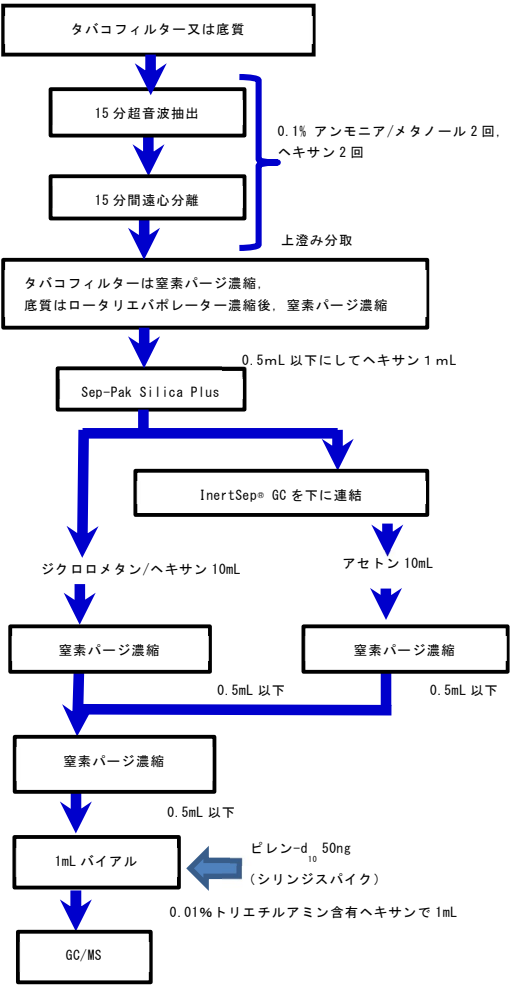 タバコフィルター又は底質
15分超音波抽出
0.1% アンモニア/メタノール2回,
ヘキサン2回
15分間遠心分離
上澄み分取
タバコフィルターは窒素パージ濃縮,
底質はロータリエバポレーター濃縮後, 窒素パージ濃縮
0.5mL 以下にしてヘキサン1mL
Sep-Pak Silica Plus
InertSep® GC を下に連結
ジクロロメタン/ヘキサン 10mL
アセトン 10mL
窒素パージ濃縮
窒素パージ濃縮
0.5mL 以下
0.5mL 以下
窒素パージ濃縮
0.5mL 以下
1mL バイアル
ピレン-d10 50ng
(シリンジスパイク)
0.01%トリエチルアミン含有ヘキサンで 1mL
GC/MS